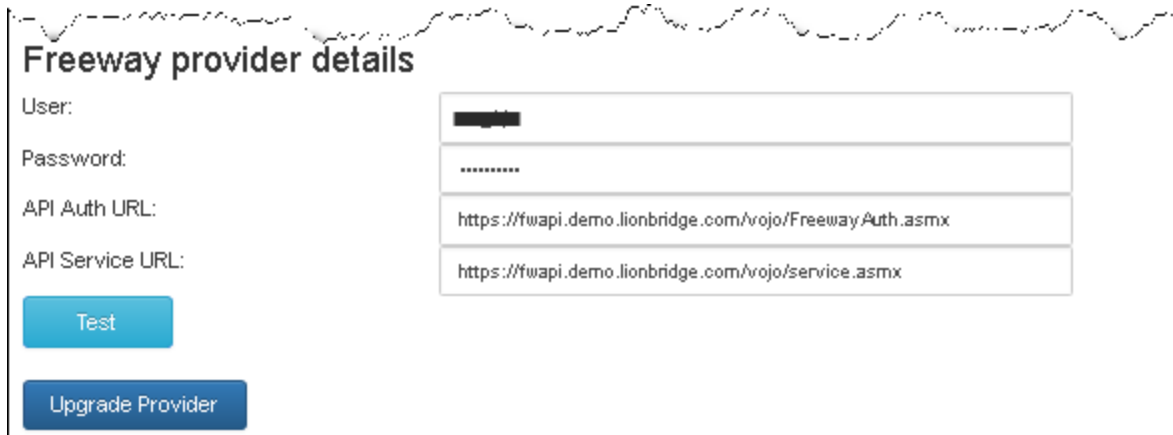 Freeway provider details
User:
Password: ••••••••••
API Auth URL: https://fwapi.demo.lionbridge.com/vojo/FreewayAuth.asmx
API Service URL: https://fwapi.demo.lionbridge.com/vojo/service.asmx
Test
Upgrade Provider